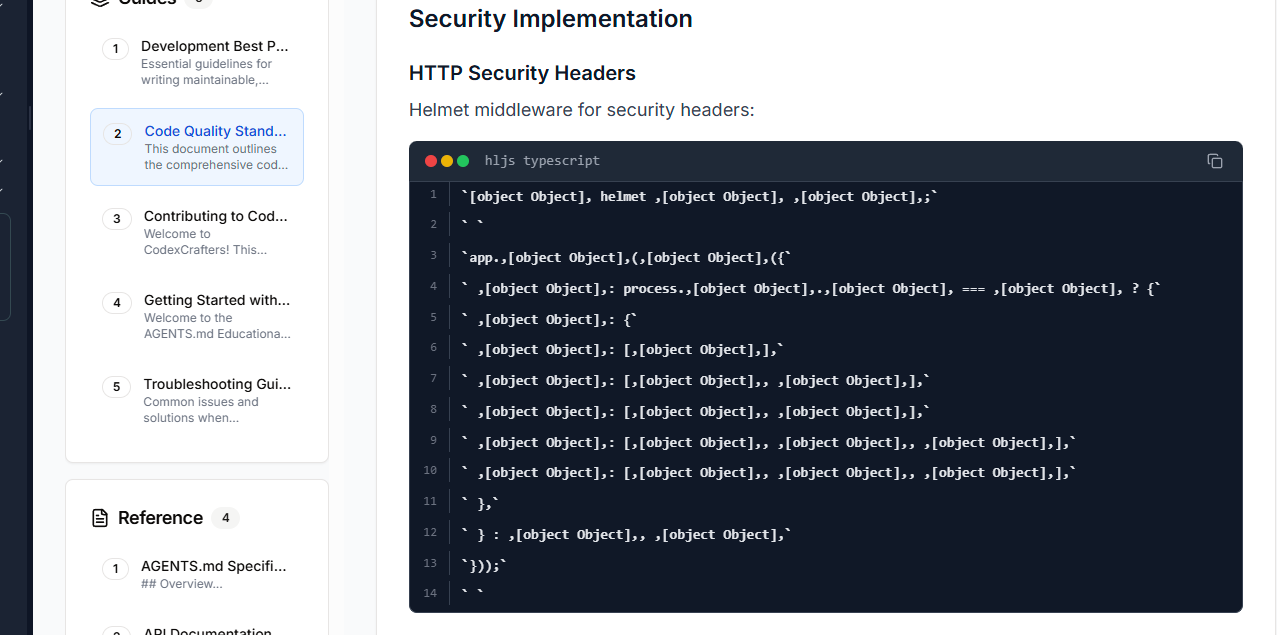 Guides
1
Development Best P...
Essential guidelines for
writing maintainable,...
2
Code Quality Stand...
This document outlines
the comprehensive cod...
3
Contributing to Cod...
Welcome to
CodexCrafters! This...
4
Getting Started with...
Welcome to the
AGENTS.md Educationa...
5
Troubleshooting Gui...
Common issues and
solutions when...
Reference 4
1
AGENTS.md Specifi...
## Overview...
API Documentation
Security Implementation
HTTP Security Headers
Helmet middleware for security headers:
hljs typescript
1 `[object Object], helmet ,[object Object], ,[object Object],;`
2 ` `
3 `app.,[object Object],(,[object Object],({`
4 ` ,[object Object],: process.,[object Object],.,[object Object], === ,[object Object], ? {`
5 ` ,[object Object],: {`
6 ` ,[object Object],: [,[object Object],],`
7 ` ,[object Object],: [,[object Object],, ,[object Object],],`
8 ` ,[object Object],: [,[object Object],, ,[object Object],],`
9 ` ,[object Object],: [,[object Object],, ,[object Object],, ,[object Object],],`
10 ` ,[object Object],: [,[object Object],, ,[object Object],, ,[object Object],],`
11 ` },`
12 ` } : ,[object Object],, ,[object Object],`
13 `}));`
14 ` `